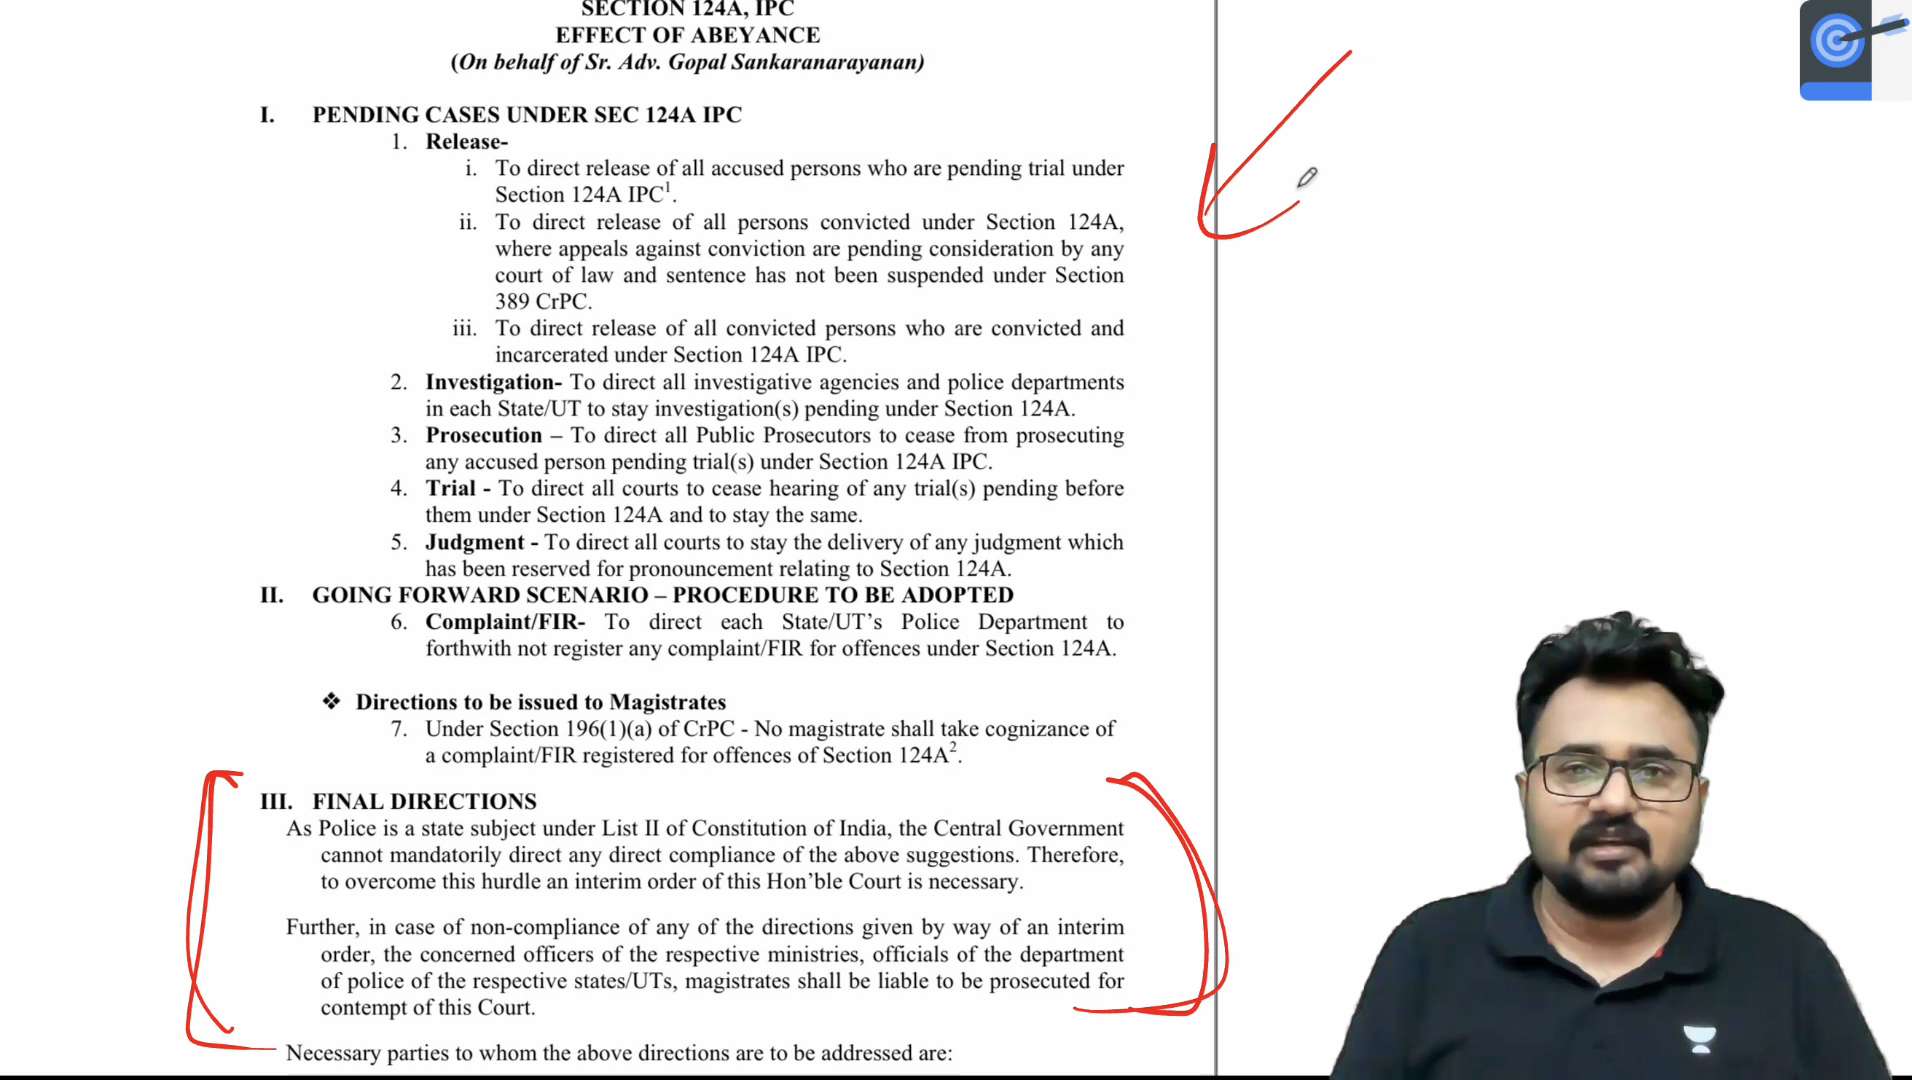 SECTION 124A, IPC
EFFECT OF ABEYANCE
(On behalf of Sr. Adv. Gopal Sankaranarayanan)
I. PENDING CASES UNDER SEC 124A IPC
1. Release-
i. To direct release of all accused persons who are pending trial under
Section 124A IPC¹.
ii. To direct release of all persons convicted under Section 124A,
where appeals against conviction are pending consideration by any
court of law and sentence has not been suspended under Section
389 CrPC.
iii. To direct release of all convicted persons who are convicted and
incarcerated under Section 124A IPC.
2. Investigation- To direct all investigative agencies and police departments
in each State/UT to stay investigation(s) pending under Section 124A.
3. Prosecution – To direct all Public Prosecutors to cease from prosecuting
any accused person pending trial(s) under Section 124A IPC.
4. Trial - To direct all courts to cease hearing of any trial(s) pending before
them under Section 124A and to stay the same.
5. Judgment - To direct all courts to stay the delivery of any judgment which
has been reserved for pronouncement relating to Section 124A.
II. GOING FORWARD SCENARIO – PROCEDURE TO BE ADOPTED
6. Complaint/FIR- To direct each State/UT’s Police Department to
forthwith not register any complaint/FIR for offences under Section 124A.
❖ Directions to be issued to Magistrates
7. Under Section 196(1)(a) of CrPC - No magistrate shall take cognizance of
a complaint/FIR registered for offences of Section 124A².
III. FINAL DIRECTIONS
As Police is a state subject under List II of Constitution of India, the Central Government
cannot mandatorily direct any direct compliance of the above suggestions. Therefore,
to overcome this hurdle an interim order of this Hon’ble Court is necessary.
Further, in case of non-compliance of any of the directions given by way of an interim
order, the concerned officers of the respective ministries, officials of the department
of police of the respective states/UTs, magistrates shall be liable to be prosecuted for
contempt of this Court.
Necessary parties to whom the above directions are to be addressed are: